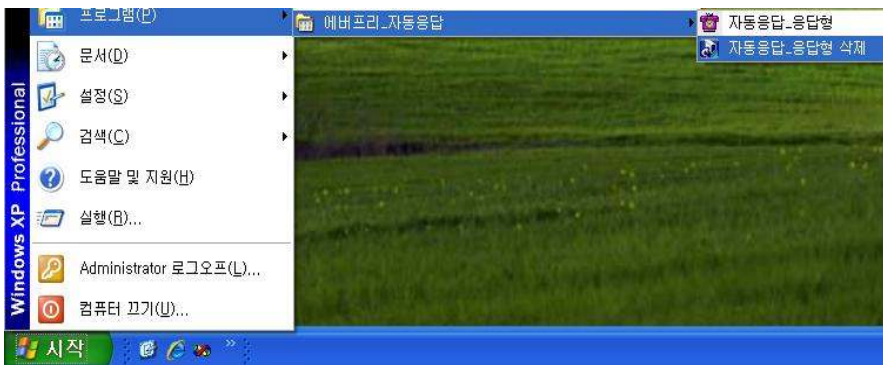 프로그램(P)
에버프리_자동응답
자동응답_응답형
자동응답_응답형 삭제
문서(D)
설정(S)
검색(C)
도움말 및 지원(H)
실행(R)...
Administrator 로그오프(L)...
컴퓨터 끄기(U)...
Windows XP Professional
시작